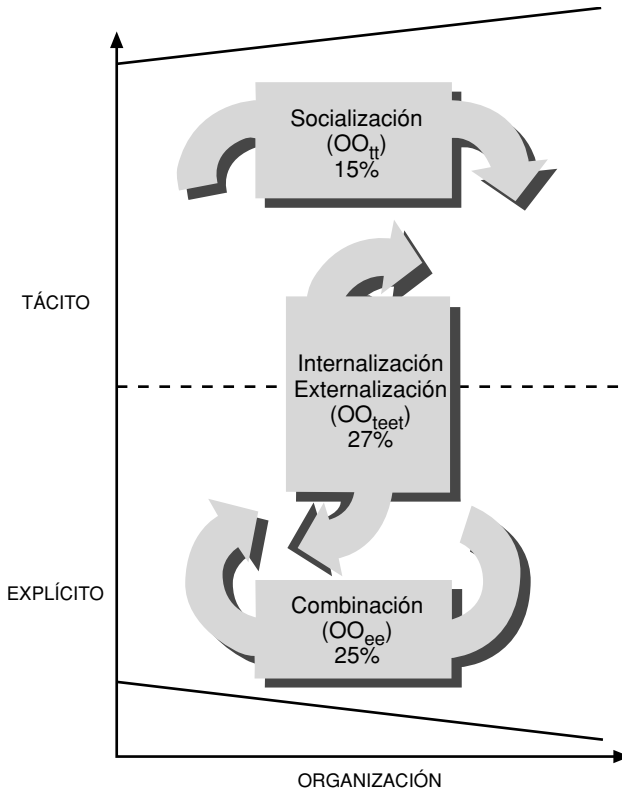 Socialización
(OOtt)
15%
TÁCITO
Internalización
Externalización
(OOteet)
27%
EXPLÍCITO
Combinación
(OOee)
25%
ORGANIZACIÓN